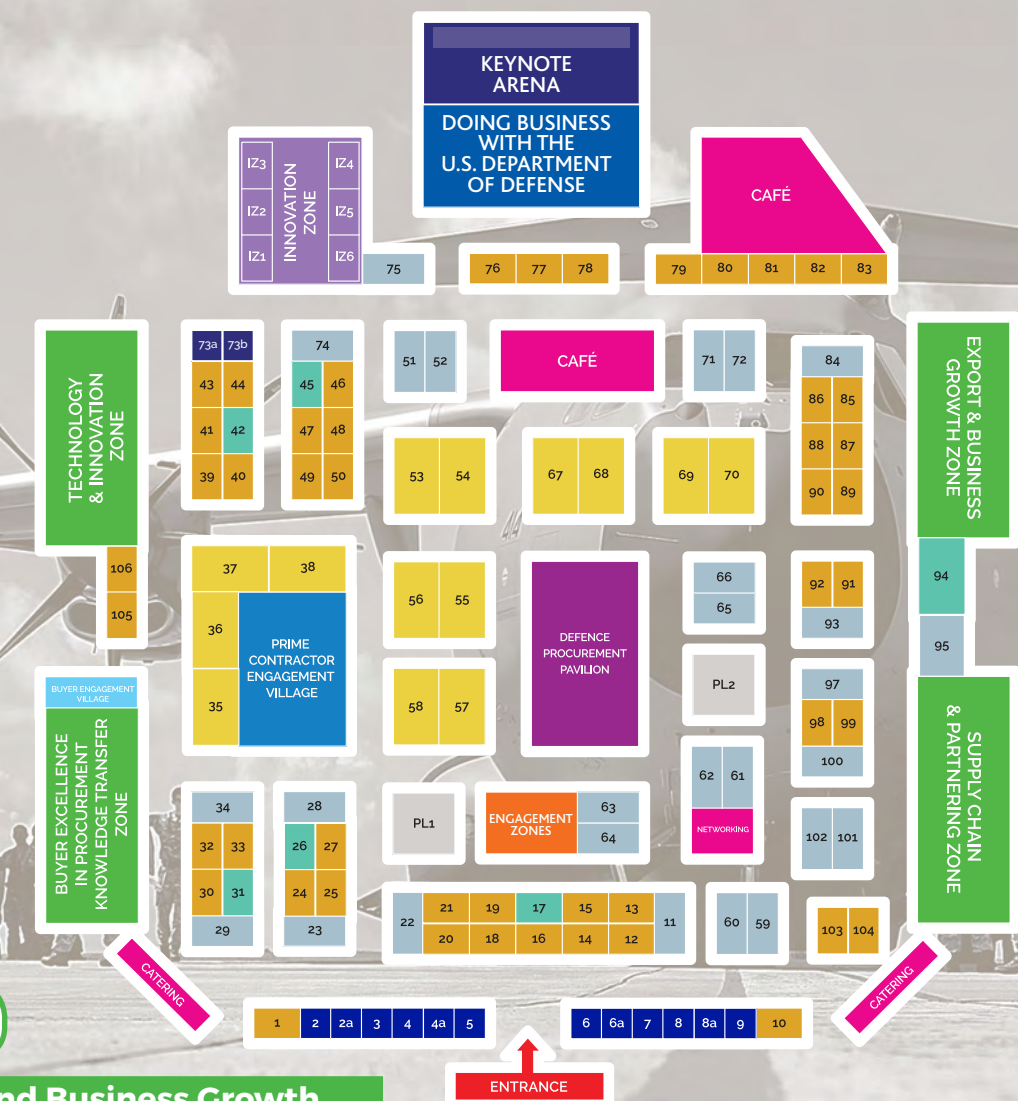 KEYNOTE
ARENA
DOING BUSINESS
WITH THE
U.S. DEPARTMENT
OF DEFENSE
IZ3
IZ4
IZ2
IZ5
IZ1
IZ6
INNOVATION
ZONE
CAFÉ
75
76 77 78
79 80 81 82 83
TECHNOLOGY
& INNOVATION
ZONE
73a 73b
43 44
41 42
39 40
74
45 46
47 48
49 50
51 52
CAFÉ
71 72
84
86 85
88 87
90 89
EXPORT & BUSINESS
GROWTH ZONE
53 54
67 68
69 70
106
105
37 38
36
35
PRIME
CONTRACTOR
ENGAGEMENT
VILLAGE
56 55
58 57
DEFENCE
PROCUREMENT
PAVILION
66
65
PL2
92 91
93
94
95
97
98 99
100
BUYER ENGAGEMENT
VILLAGE
BUYER EXCELLENCE
IN PROCUREMENT
KNOWLEDGE TRANSFER
ZONE
SUPPLY CHAIN
& PARTNERING ZONE
62 61
NETWORKING
34
32 33
30 31
29
28
26 27
24 25
23
PL1
ENGAGEMENT
ZONES
63
64
102 101
22
21 19 17 15 13
20 18 16 14 12
11
60 59
103 104
CATERING
CATERING
1 2 2a 3 4 4a 5
6 6a 7 8 8a 9 10
ENTRANCE
nd Business Growth